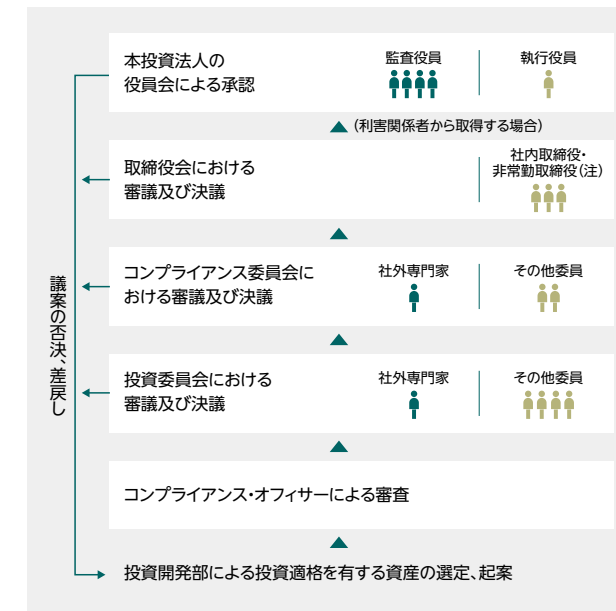 本投資法人の
役員会による承認
監査役員
執行役員
(利害関係者から取得する場合)
取締役会における
審議及び決議
社内取締役・
非常勤取締役(注)
コンプライアンス委員会に
おける審議及び決議
社外専門家
その他委員
投資委員会における
審議及び決議
社外専門家
その他委員
コンプライアンス・オフィサーによる審査
投資開発部による投資適格を有する資産の選定、起案
議案の否決、差戻し